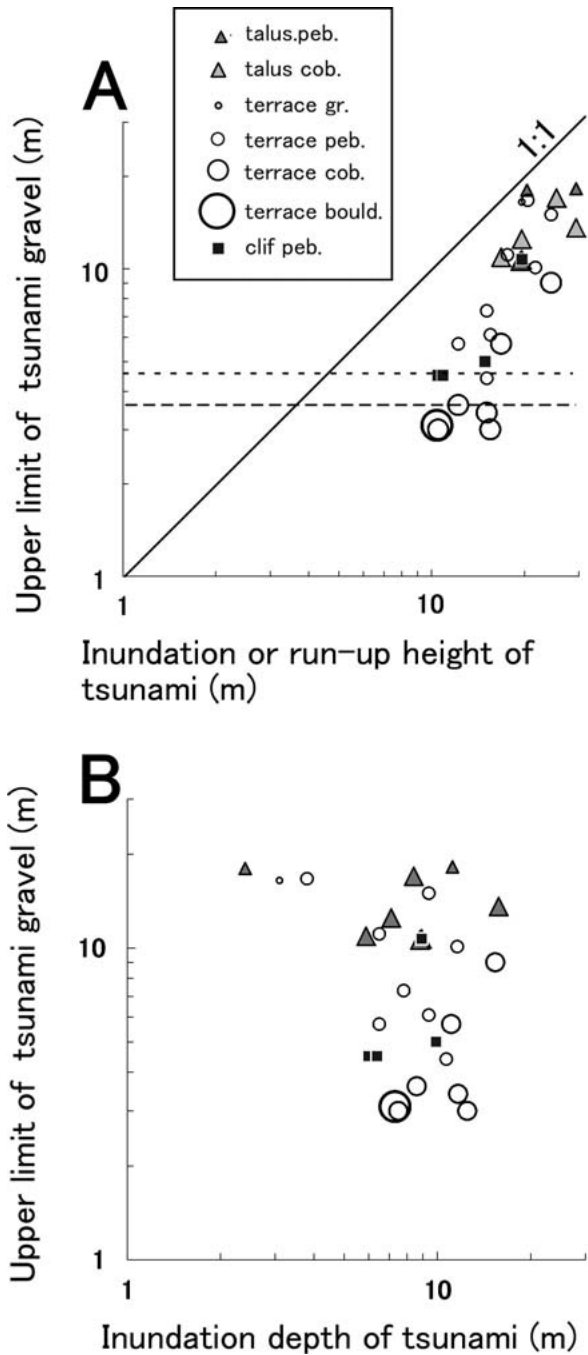 A
talus.peb.
talus cob.
terrace gr.
terrace peb.
terrace cob.
terrace bould.
clif peb.
1:1
Upper limit of tsunami gravel (m)
10
1
1
10
Inundation or run-up height of
tsunami (m)
B
Upper limit of tsunami gravel (m)
10
1
1
10
Inundation depth of tsunami (m)